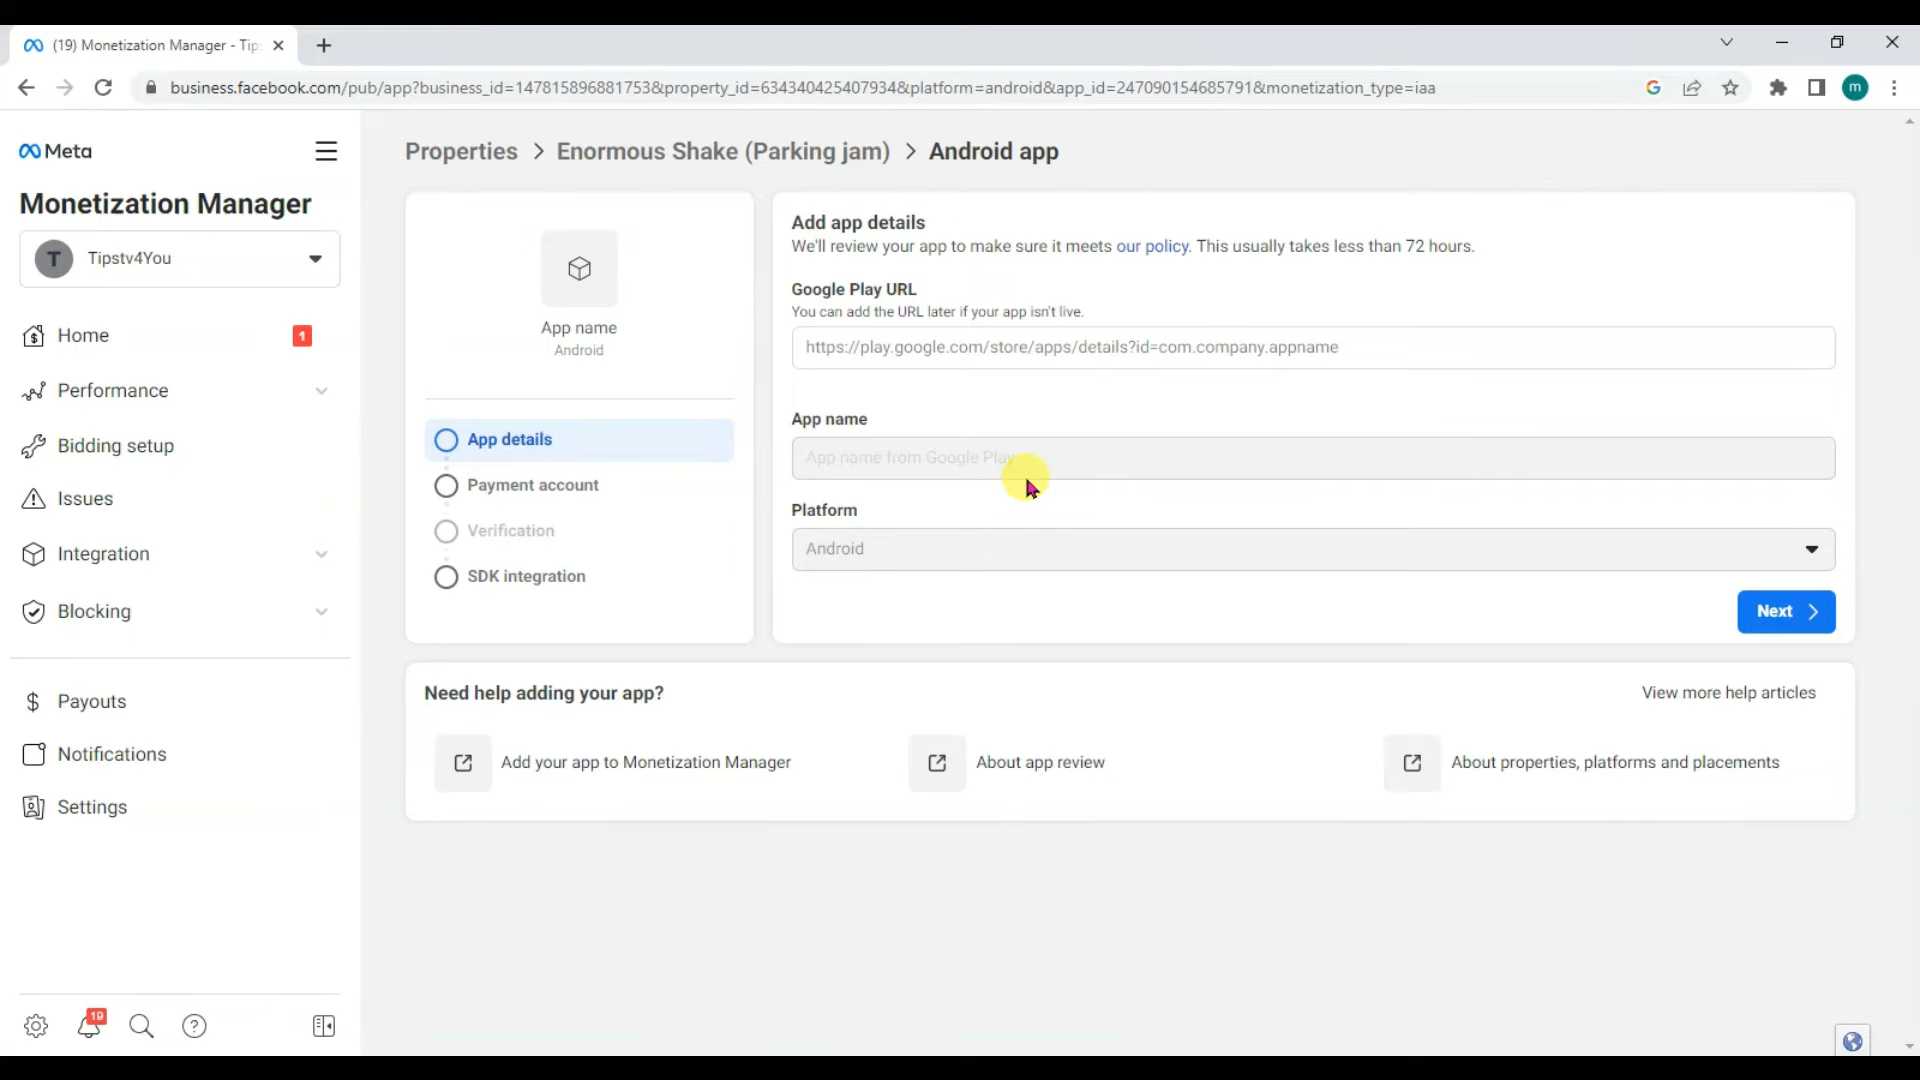 (19) Monetization Manager - Tip
business.facebook.com/pub/app?business_id=147815896881753&property_id=634340425407934&platform=android&app_id=247090154685791&monetization_type=iaa
m
Meta
Monetization Manager
T Tipstv4You
Home 1
Performance
Bidding setup
Issues
Integration
Blocking
Payouts
Notifications
Settings
19
Properties > Enormous Shake (Parking jam) > Android app
App name
Android
App details
Payment account
Verification
SDK integration
Add app details
We'll review your app to make sure it meets our policy. This usually takes less than 72 hours.
Google Play URL
You can add the URL later if your app isn't live.
https://play.google.com/store/apps/details?id=com.company.appname
App name
App name from Google Play
Platform
Android
Next
Need help adding your app?
View more help articles
Add your app to Monetization Manager
About app review
About properties, platforms and placements